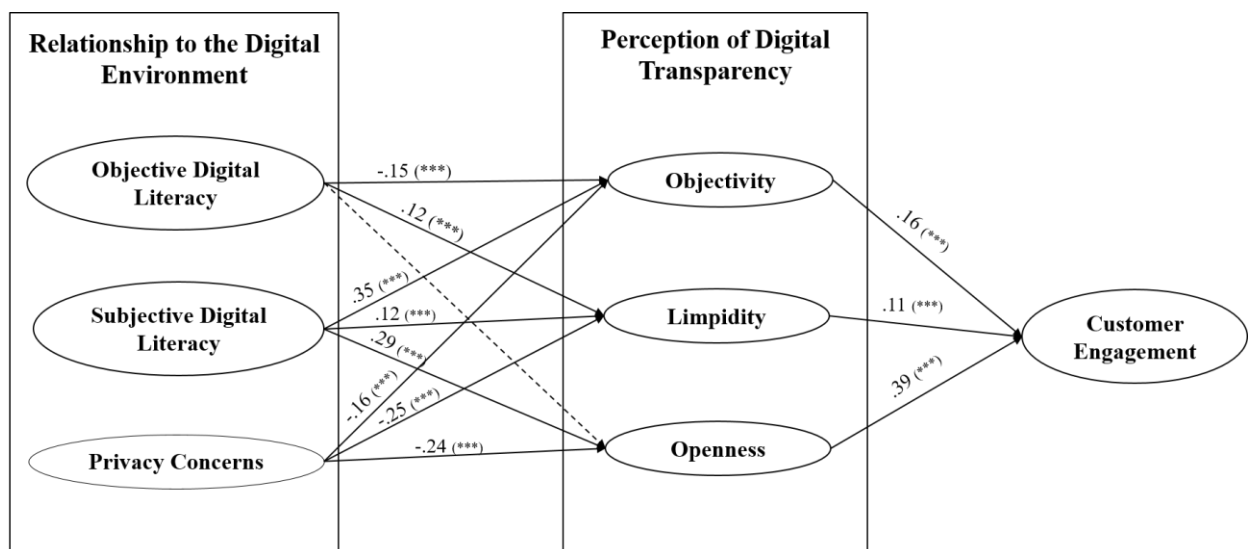 Relationship to the Digital
Environment
Perception of Digital
Transparency
Objective Digital
Literacy
Subjective Digital
Literacy
Privacy Concerns
-.15 (***)
.12 (***)
.35 (***)
.12 (***)
.29 (***)
-.16 (***)
-.25 (***)
-.24 (***)
Objectivity
Limpidity
Openness
.16 (***)
.11 (***)
.39 (***)
Customer
Engagement